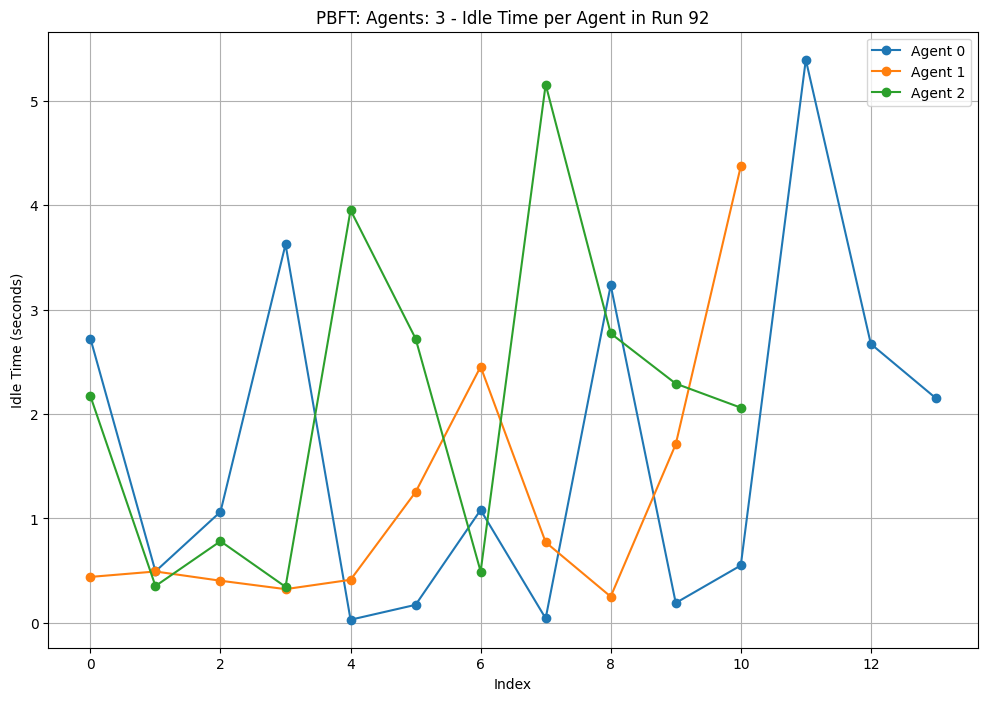 PBFT: Agents: 3 - Idle Time per Agent in Run 92
Agent 0
Agent 1
Agent 2
Idle Time (seconds)
5
4
3
2
1
0
0 2 4 6 8 10 12
Index